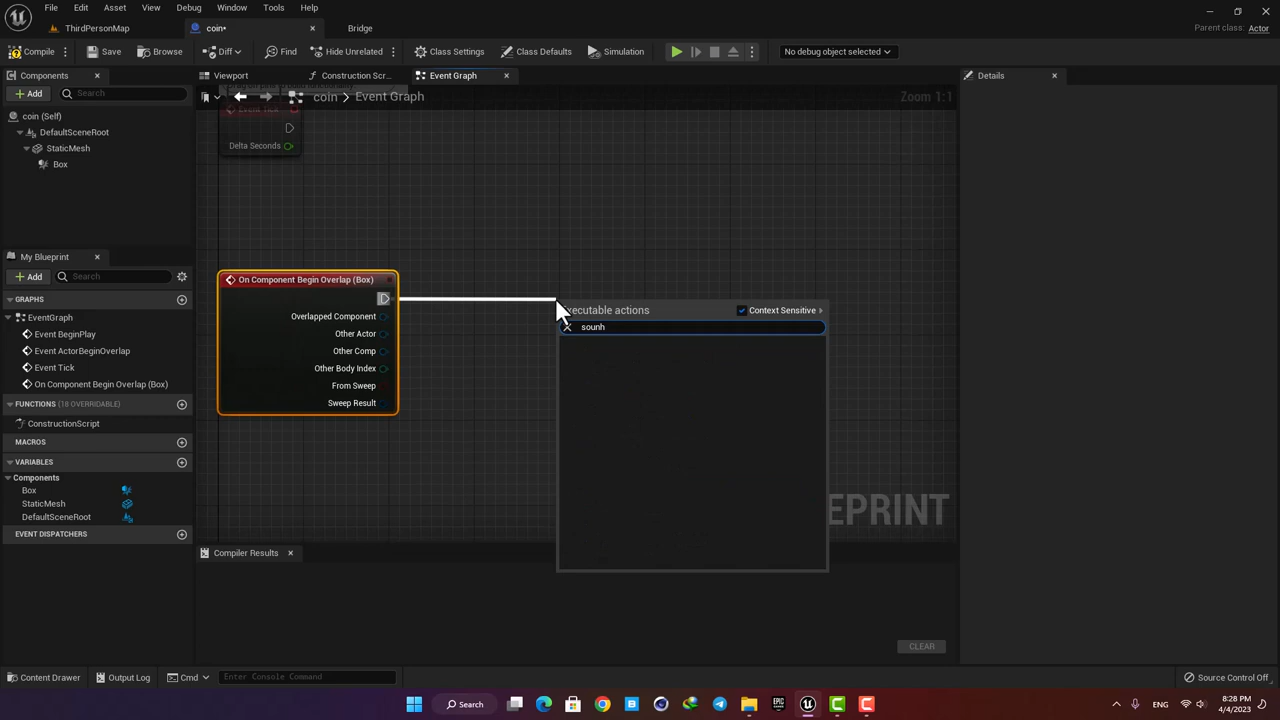 File Edit Asset View Debug Window Tools Help
ThirdPersonMap coin• Bridge Parent class: Actor
Compile Save Browse Diff Find Hide Unrelated Class Settings Class Defaults Simulation No debug object selected
Components Viewport Construction Scr... Event Graph Details
Add Search
coin > Event Graph Zoom 1:1
Event Tick
Delta Seconds
coin (Self)
DefaultSceneRoot
StaticMesh
Box
My Blueprint
Add Search
GRAPHS
EventGraph
Event BeginPlay
Event ActorBeginOverlap
Event Tick
On Component Begin Overlap (Box)
FUNCTIONS (18 OVERRIDABLE)
ConstructionScript
MACROS
VARIABLES
Components
Box
StaticMesh
DefaultSceneRoot
EVENT DISPATCHERS
On Component Begin Overlap (Box)
Overlapped Component
Other Actor
Other Comp
Other Body Index
From Sweep
Sweep Result
ecutable actions Context Sensitive
sounh
EPRINT
Compiler Results
CLEAR
Content Drawer Output Log Cmd Enter Console Command Source Control Off
Search
ENG 8:28 PM
4/4/2023